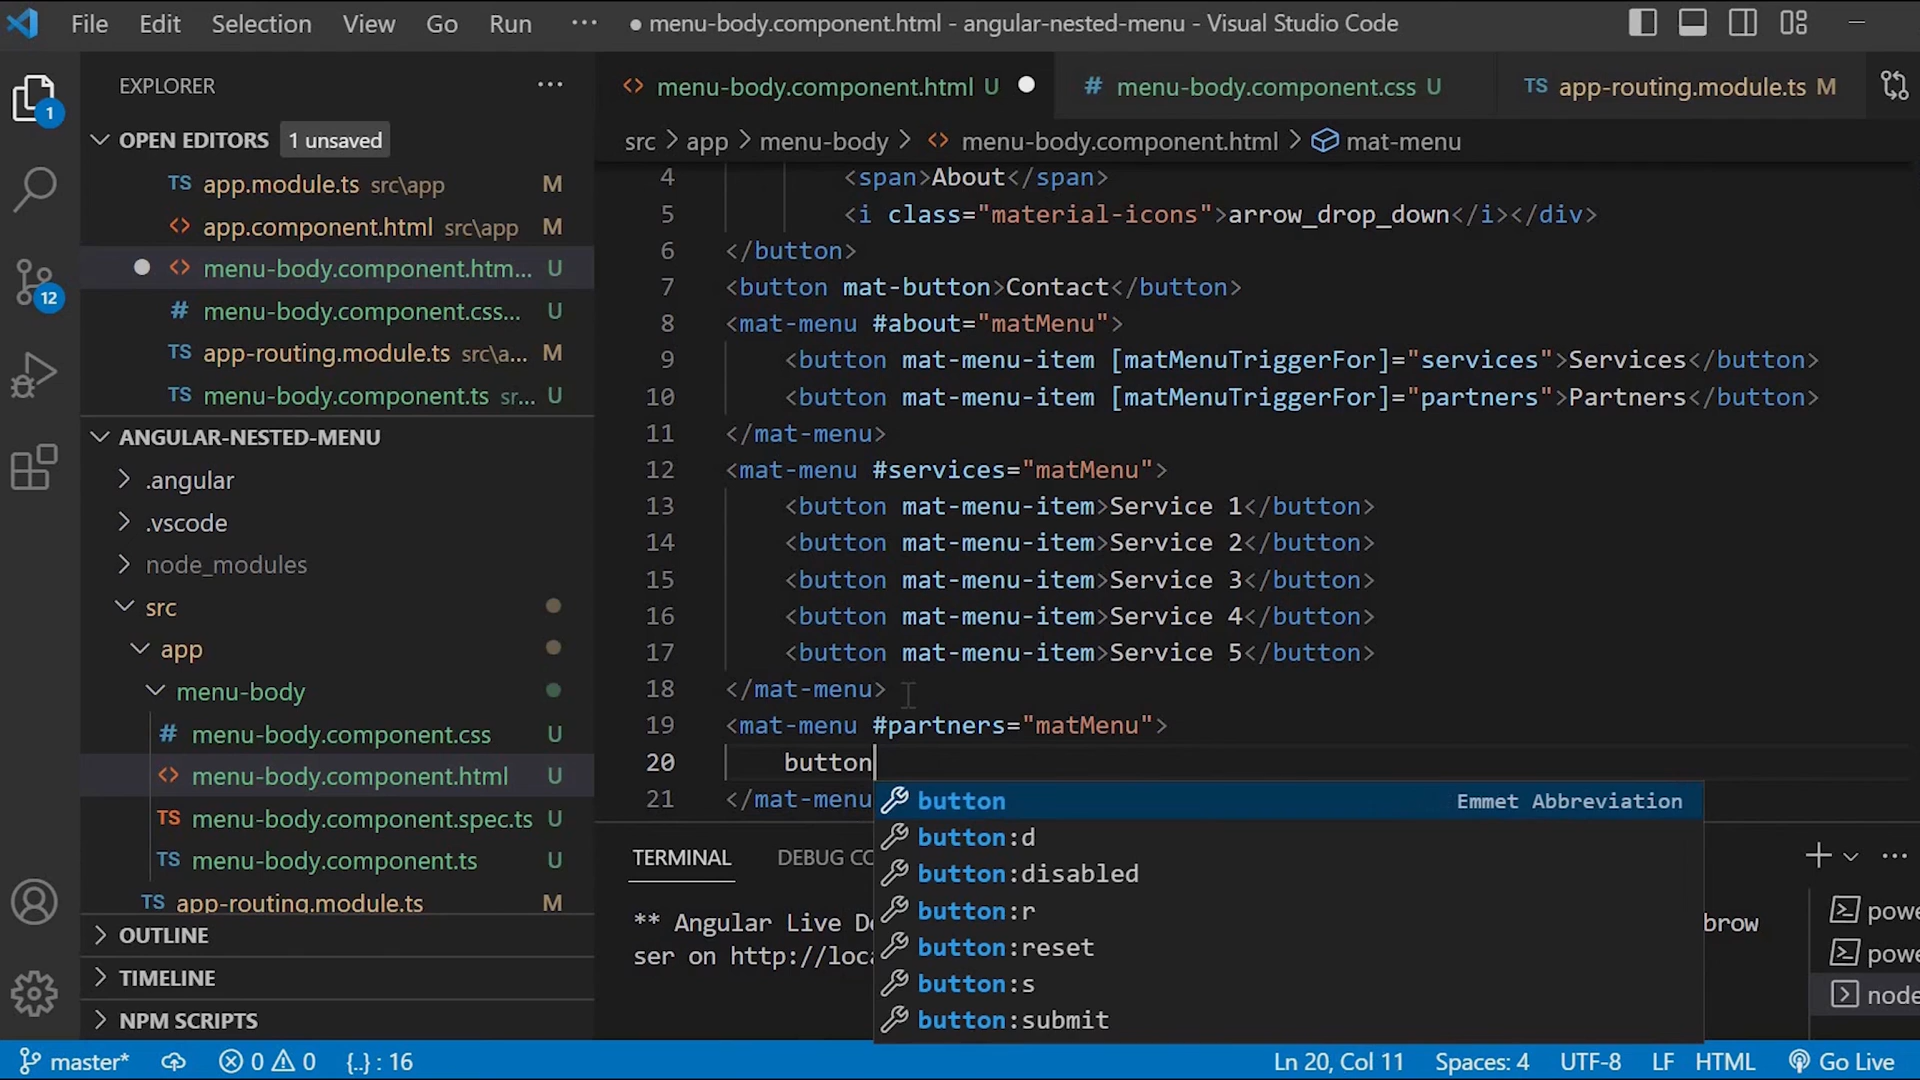 File Edit Selection View Go Run ··· ● menu-body.component.html - angular-nested-menu - Visual Studio Code
EXPLORER ···
1
OPEN EDITORS 1 unsaved
TS app.module.ts src\app M
<> app.component.html src\app M
● <> menu-body.component.htm... U
# menu-body.component.css... U
TS app-routing.module.ts src\a... M
TS menu-body.component.ts sr... U
12
ANGULAR-NESTED-MENU
.angular
.vscode
node_modules
src
app
menu-body
# menu-body.component.css U
<> menu-body.component.html U
TS menu-body.component.spec.ts U
TS menu-body.component.ts U
TS app-routing.module.ts M
OUTLINE
TIMELINE
NPM SCRIPTS
<> menu-body.component.html U ● # menu-body.component.css U TS app-routing.module.ts M
src > app > menu-body > <> menu-body.component.html > mat-menu
4 <span>About</span>
5 <i class="material-icons">arrow_drop_down</i></div>
6 </button>
7 <button mat-button>Contact</button>
8 <mat-menu #about="matMenu">
9 <button mat-menu-item [matMenuTriggerFor]="services">Services</button>
10 <button mat-menu-item [matMenuTriggerFor]="partners">Partners</button>
11 </mat-menu>
12 <mat-menu #services="matMenu">
13 <button mat-menu-item>Service 1</button>
14 <button mat-menu-item>Service 2</button>
15 <button mat-menu-item>Service 3</button>
16 <button mat-menu-item>Service 4</button>
17 <button mat-menu-item>Service 5</button>
18 </mat-menu>
19 <mat-menu #partners="matMenu">
20 button
21 </mat-menu
button Emmet Abbreviation
button:d
button:disabled
button:r
button:reset
button:s
button:submit
TERMINAL DEBUG CO
** Angular Live D brow
ser on http://loc
powe
powe
node
master* 0 0 {..} : 16 Ln 20, Col 11 Spaces: 4 UTF-8 LF HTML Go Live